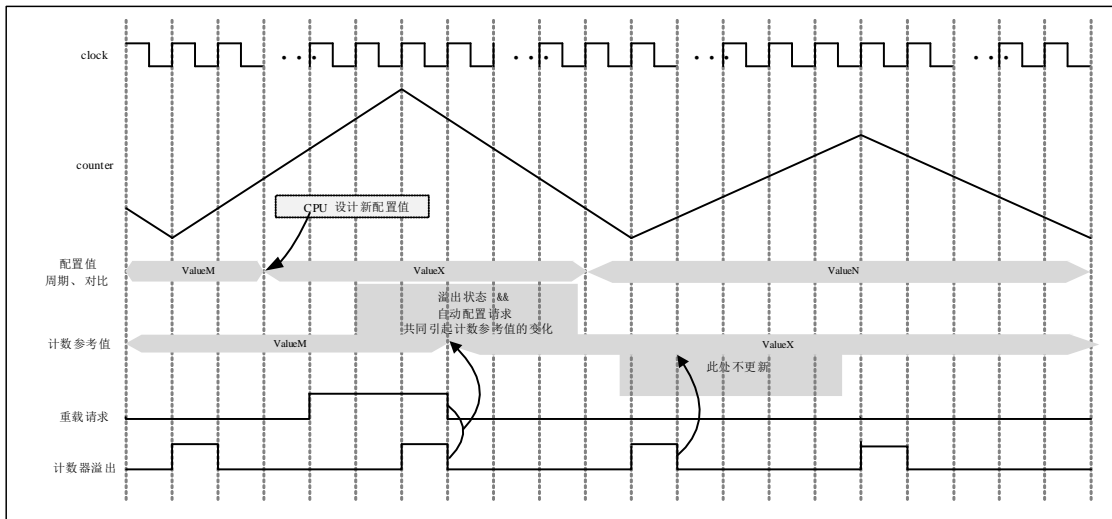 clock
counter
CPU 设计新配置值
配置值
周期、对比
ValueM
ValueX
ValueN
溢出状态 &&
自动配置请求
共同引起计数参考值的变化
计数参考值
ValueM
ValueX
此处不更新
重载请求
计数器溢出